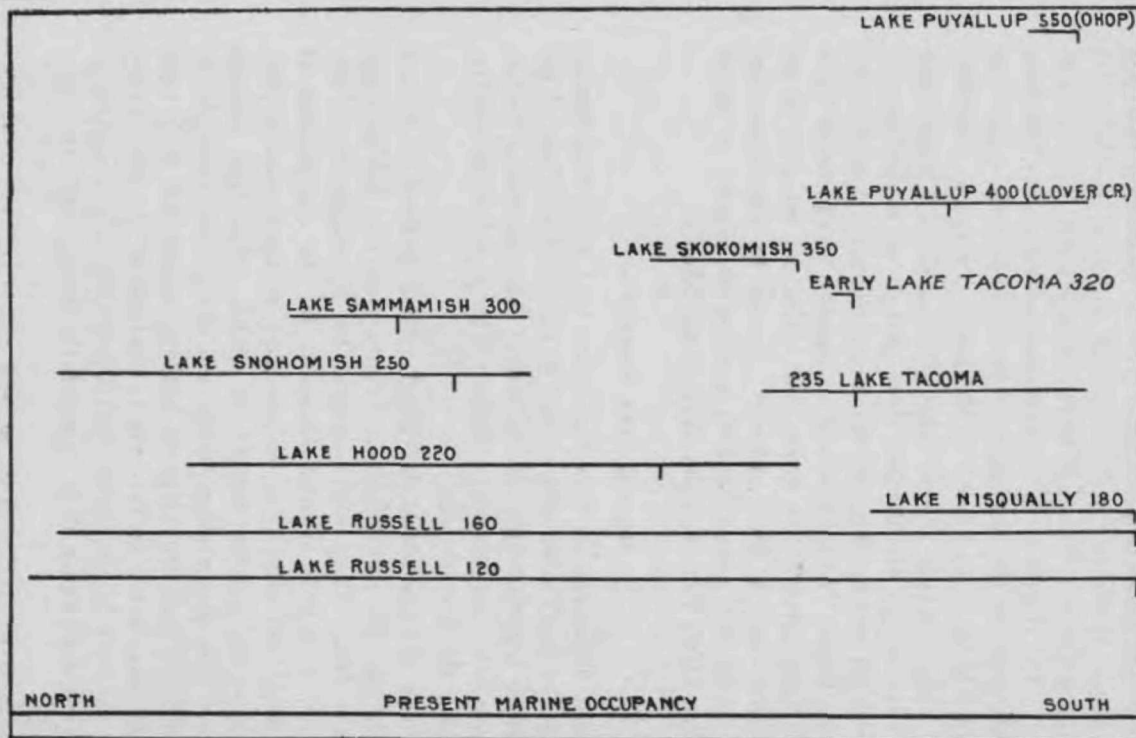 LAKE PUYALLUP 550 (OHOP)
LAKE PUYALLUP 400 (CLOVER CR.)
LAKE SKOKOMISH 350
EARLY LAKE TACOMA 320
LAKE SAMMAMISH 300
LAKE SNOHOMISH 250
235 LAKE TACOMA
LAKE HOOD 220
LAKE NISQUALLY 180
LAKE RUSSELL 160
LAKE RUSSELL 120
NORTH PRESENT MARINE OCCUPANCY SOUTH